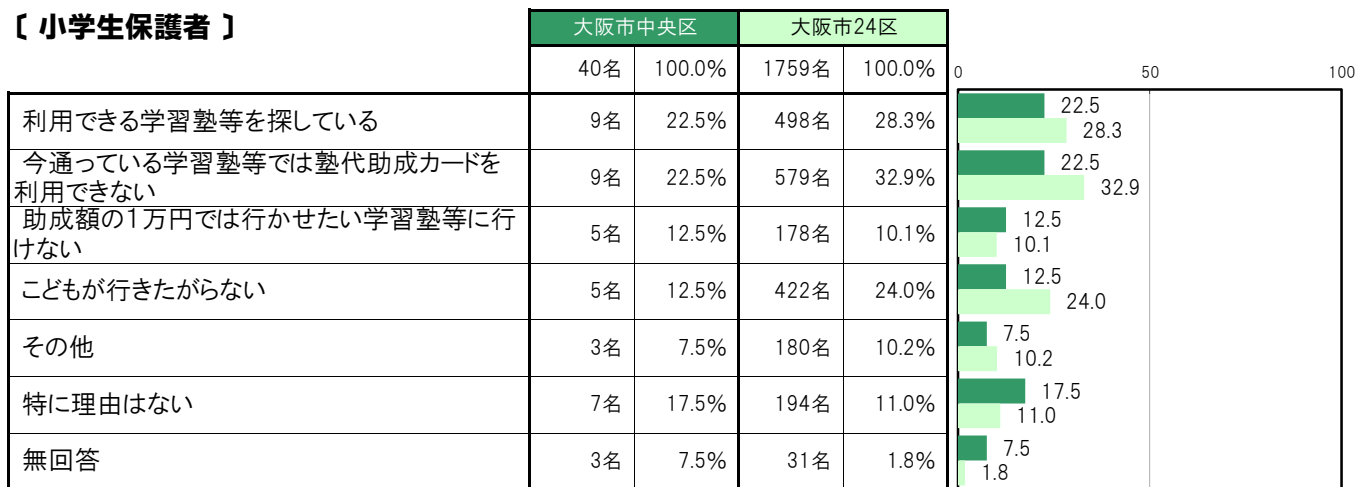 〔 小学生保護者 〕
大阪市中央区 大阪市24区
40名 100.0% 1759名 100.0% 0 50 100
利用できる学習塾等を探している 9名 22.5% 498名 28.3% 22.5
28.3
今通っている学習塾等では塾代助成カードを
利用できない 9名 22.5% 579名 32.9% 22.5
32.9
助成額の1万円では行かせたい学習塾等に行
けない 5名 12.5% 178名 10.1% 12.5
10.1
こどもが行きたがらない 5名 12.5% 422名 24.0% 12.5
24.0
その他 3名 7.5% 180名 10.2% 7.5
10.2
特に理由はない 7名 17.5% 194名 11.0% 17.5
11.0
無回答 3名 7.5% 31名 1.8% 7.5
1.8